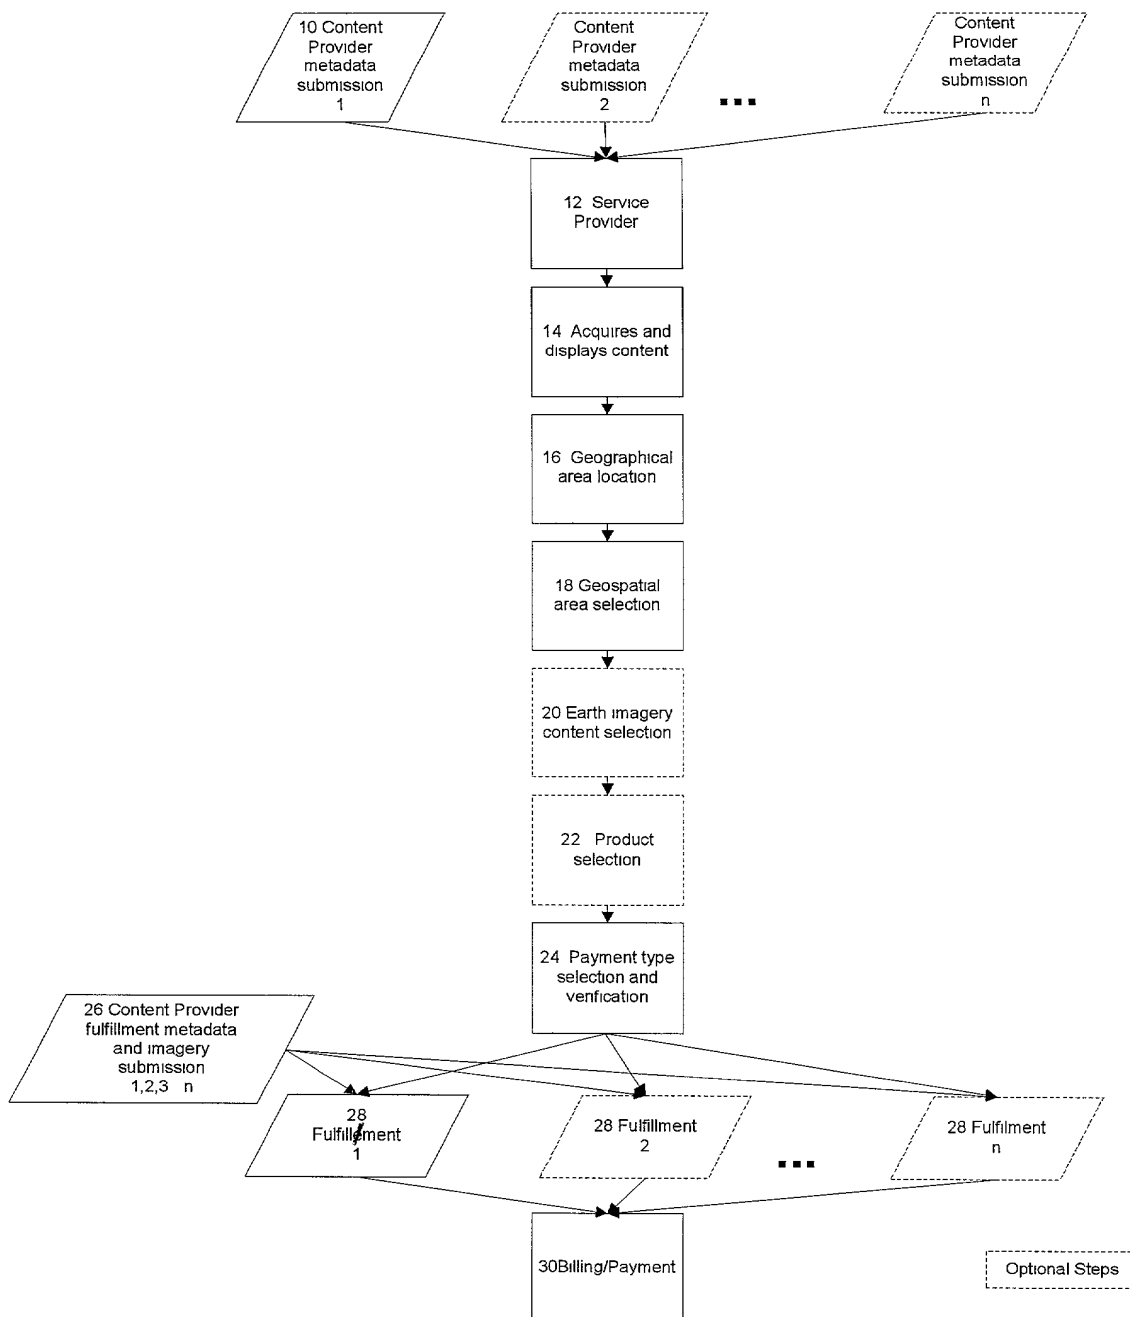 10 Content
Provider
metadata
submission
1
Content
Provider
metadata
submission
2
Content
Provider
metadata
submission
n
12 Service
Provider
14 Acquires and
displays content
16 Geographical
area location
18 Geospatial
area selection
20 Earth imagery
content selection
22 Product
selection
24 Payment type
selection and
verification
26 Content Provider
fulfillment metadata
and imagery
submission
1,2,3 n
28
Fulfillement
1
28 Fulfillment
2
28 Fulfilment
n
30Billing/Payment
Optional Steps